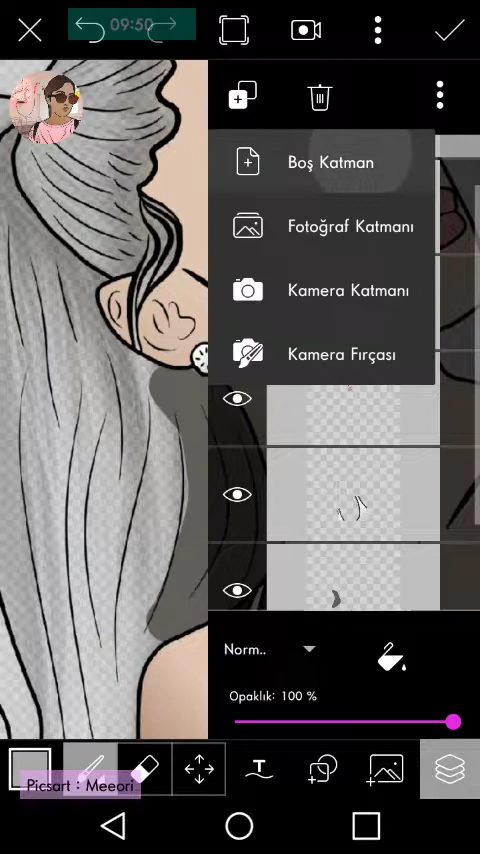 09:50
Boş Katman
Fotoğraf Katmanı
Kamera Katmanı
Kamera Fırçası
Norm..
Opaklık: 100 %
T
Picsart : Meeori